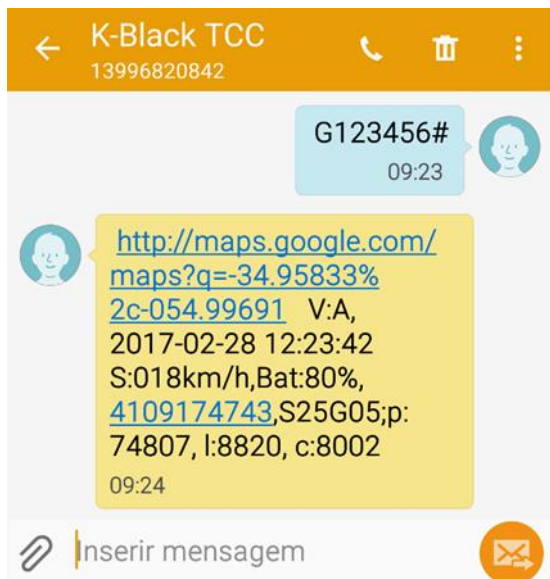 K-Black TCC
13996820842
G123456#
09:23
http://maps.google.com/
maps?q=-34.95833%
2c-054.99691 V:A,
2017-02-28 12:23:42
S:018km/h,Bat:80%,
4109174743,S25G05;p:
74807, l:8820, c:8002
09:24
Inserir mensagem